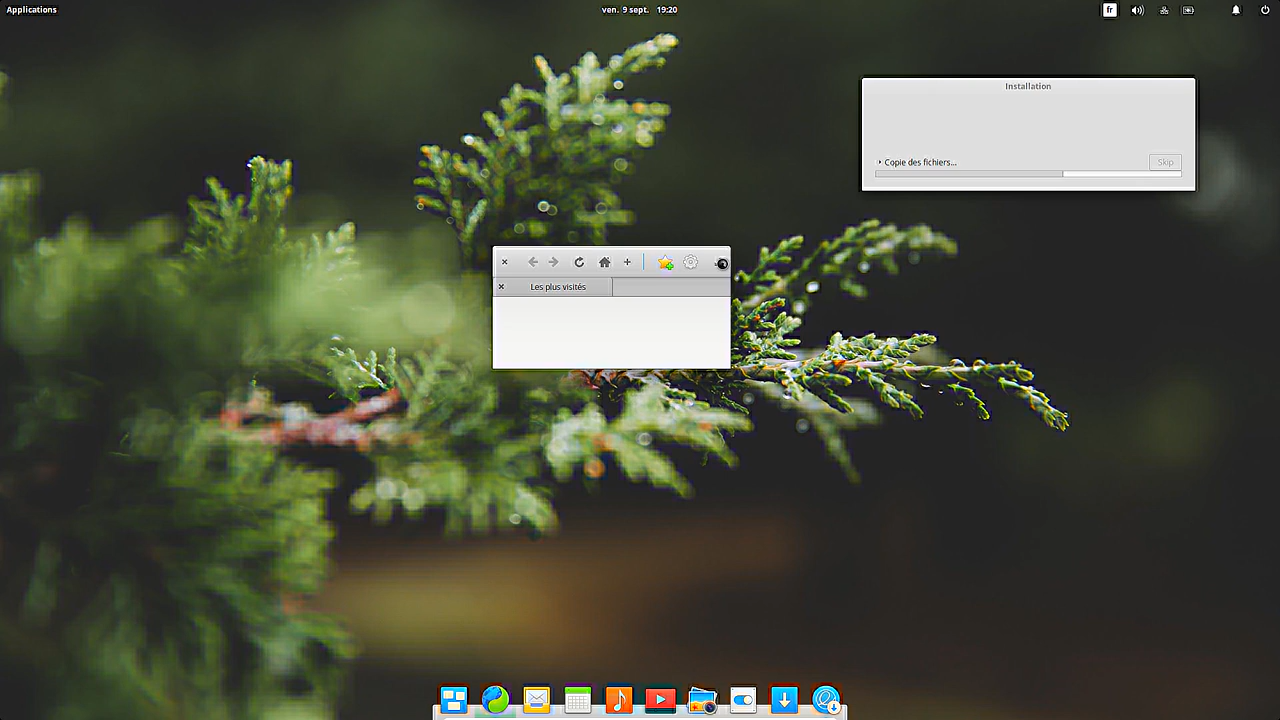 Applications
ven. 9 sept. 19:20
fr
Installation
Copie des fichiers...
Skip
Les plus visités